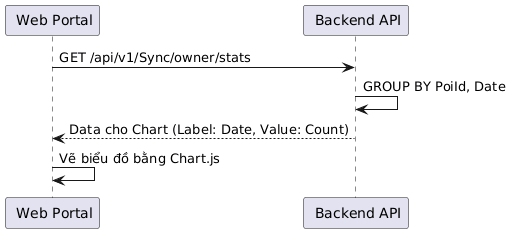 Web Portal
Backend API
GET /api/v1/Sync/owner/stats
GROUP BY PoiId, Date
Data cho Chart (Label: Date, Value: Count)
Vẽ biểu đồ bằng Chart.js
Web Portal
Backend API